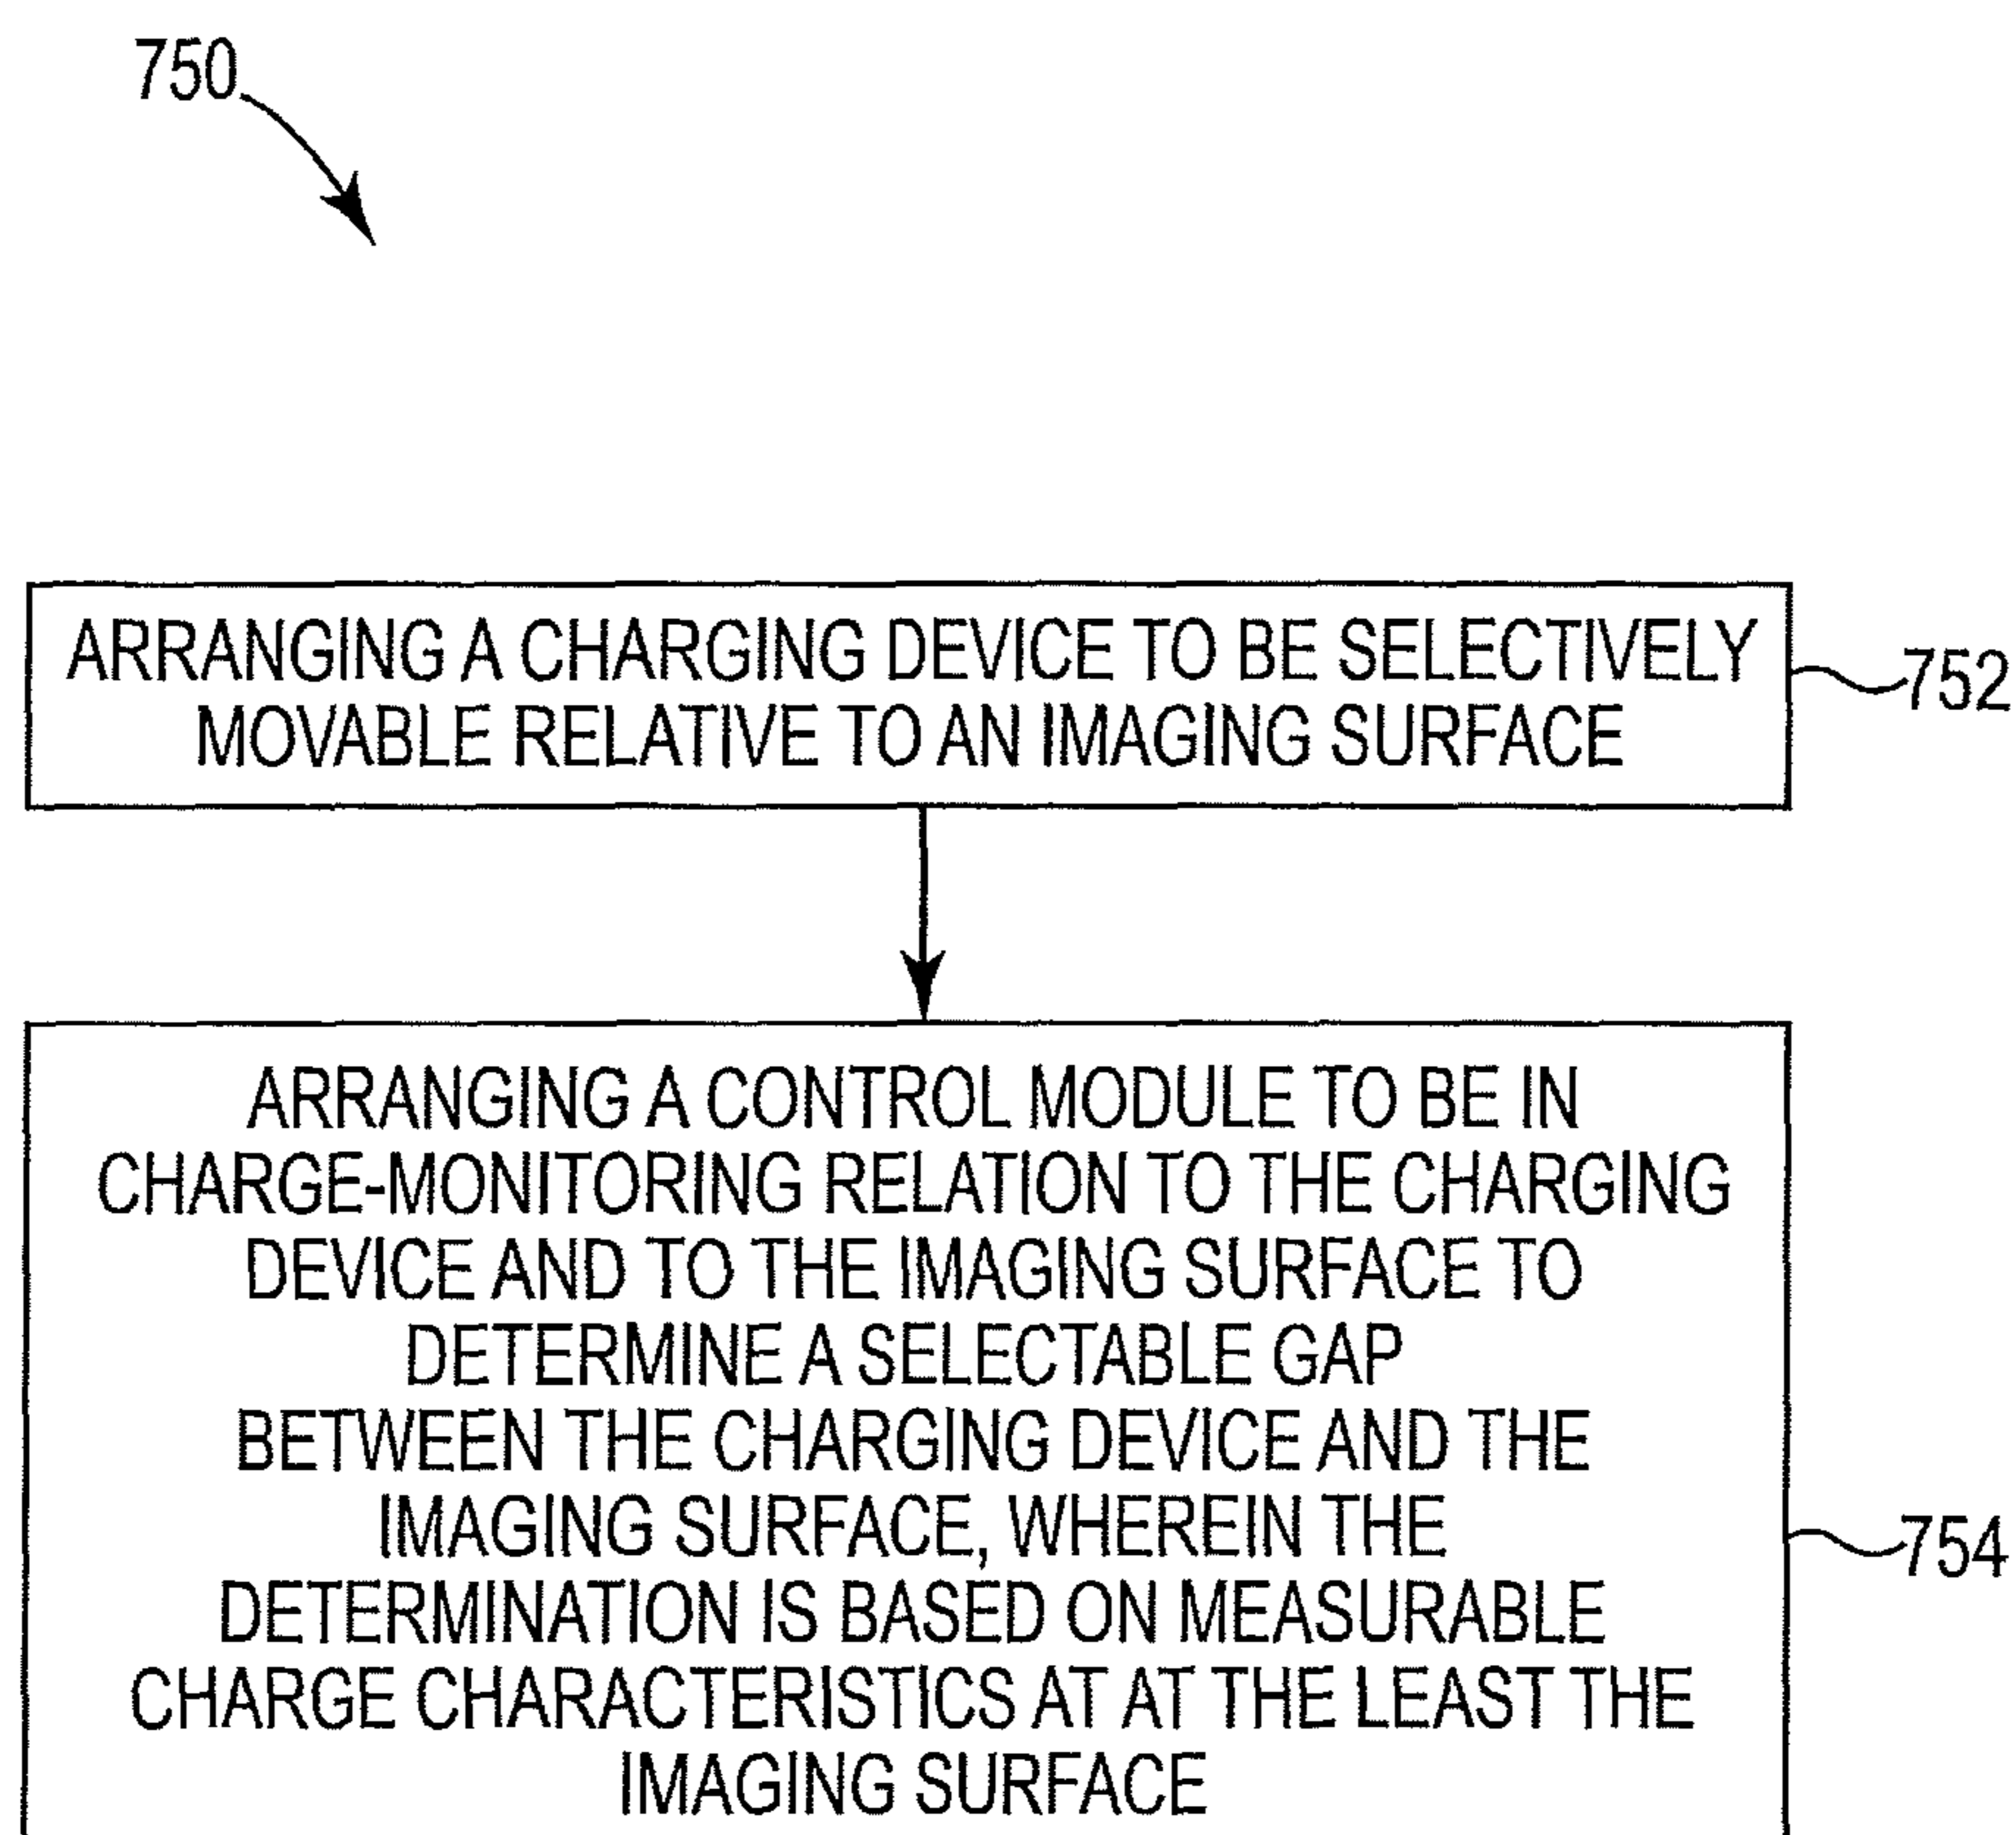 750
ARRANGING A CHARGING DEVICE TO BE SELECTIVELY
MOVABLE RELATIVE TO AN IMAGING SURFACE
752
ARRANGING A CONTROL MODULE TO BE IN
CHARGE-MONITORING RELATION TO THE CHARGING
DEVICE AND TO THE IMAGING SURFACE TO
DETERMINE A SELECTABLE GAP
BETWEEN THE CHARGING DEVICE AND THE
IMAGING SURFACE, WHEREIN THE
DETERMINATION IS BASED ON MEASURABLE
CHARGE CHARACTERISTICS AT AT THE LEAST THE
IMAGING SURFACE
754